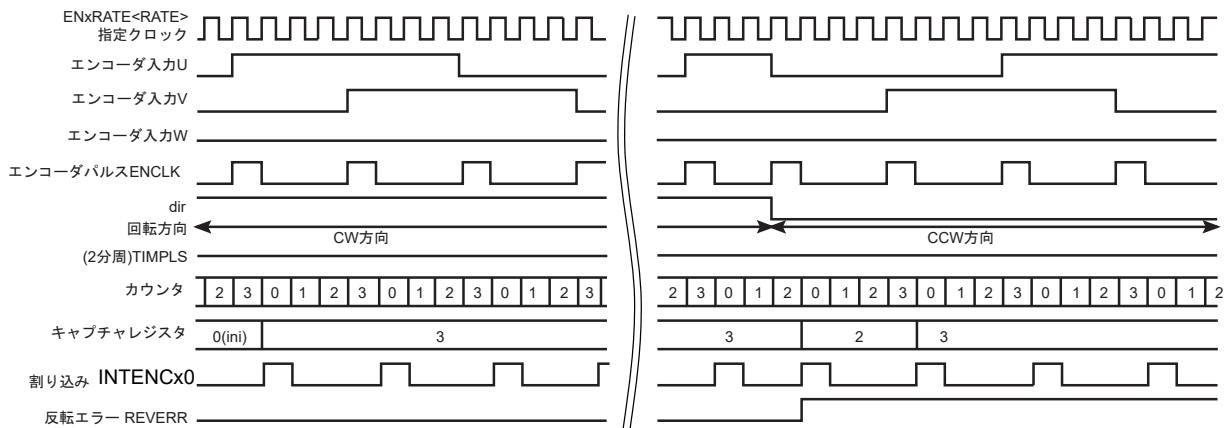 ENxRATE<RATE>
指定クロック
エンコーダ入力U
エンコーダ入力V
エンコーダ入力W
エンコーダパルスENCLK
dir
回転方向
CW方向 CCW方向
(2分周)TIMPLS
カウンタ 2 3 0 1 2 3 0 1 2 3 0 1 2 3 2 3 0 1 2 0 1 2 3 0 1 2 3 0 1 2 3 0 1 2
キャプチャレジスタ 0(ini) 3 3 2 3
割り込み INTENCx0
反転エラー REVERR